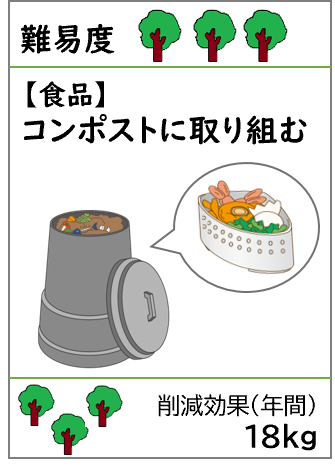 難易度
【食品】
コンポストに取り組む
削減効果(年間)
18kg